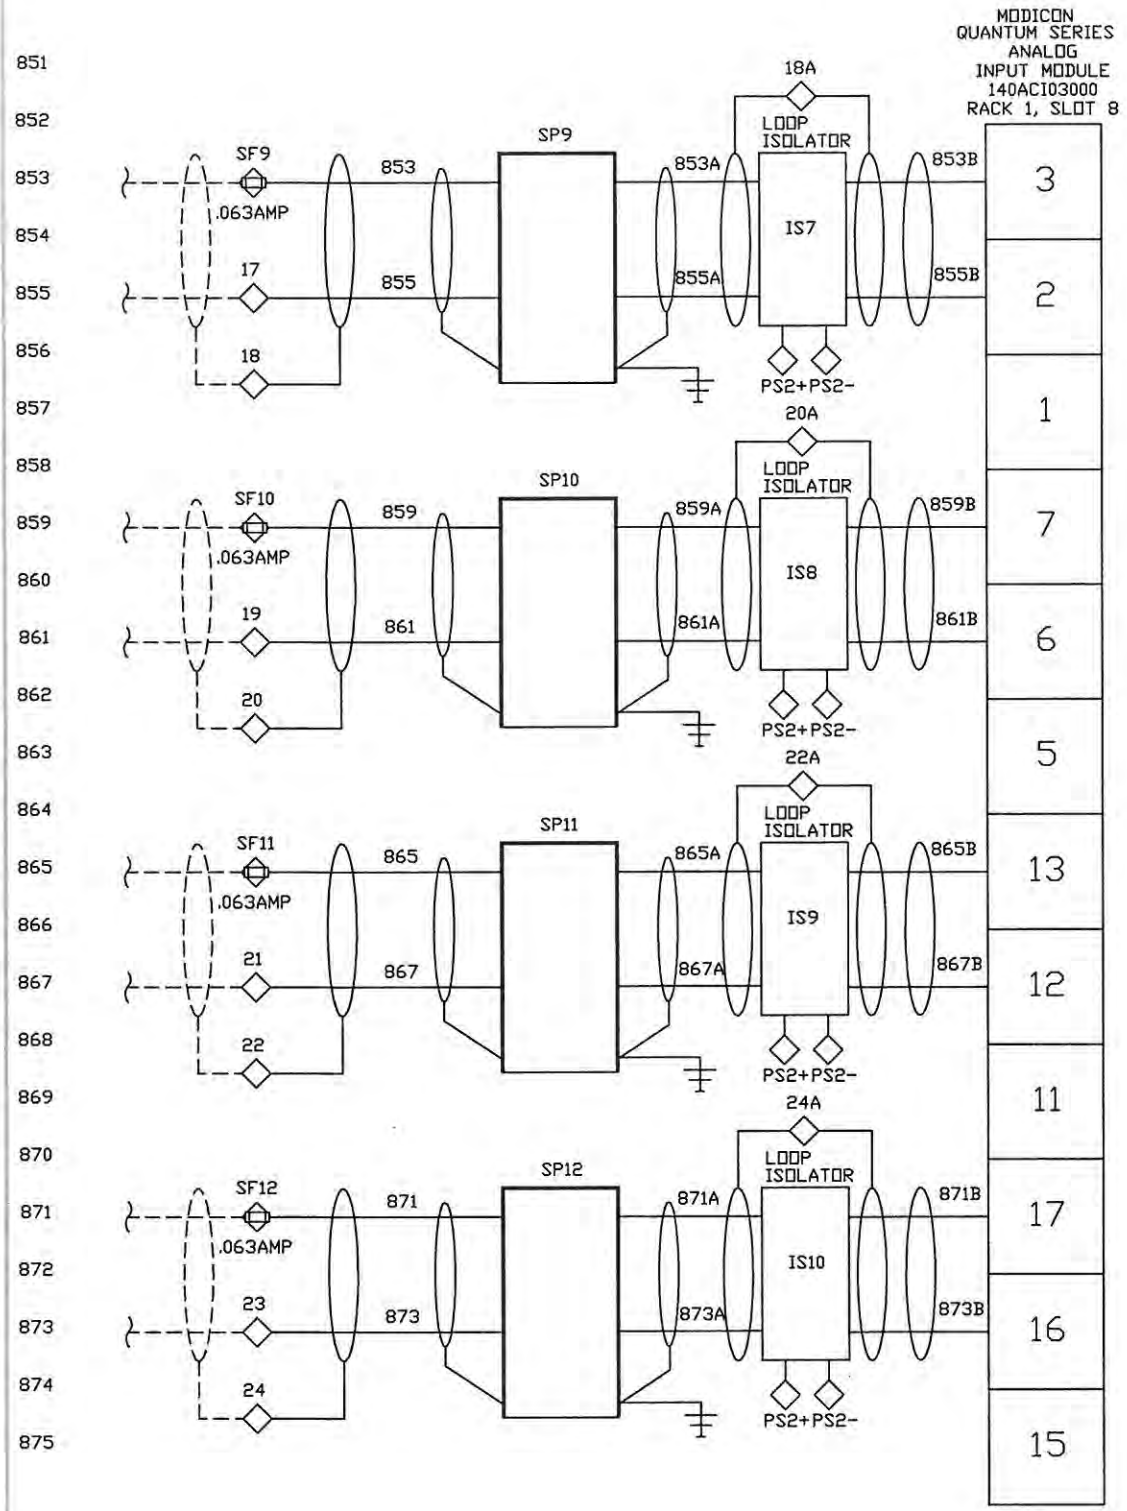 MODICON
QUANTUM SERIES
ANALOG
INPUT MODULE
140ACI03000
RACK 1, SLOT 8
851
18A
852
LOOP
ISOLATOR
SP9
SF9
853
853
853A
853B
3
.063AMP
854
IS7
17
855
855
855A
855B
2
856
18
PS2+PS2-
857
20A
1
858
LOOP
ISOLATOR
SP10
SF10
859
859
859A
859B
7
.063AMP
860
IS8
19
861
861
861A
861B
6
862
20
PS2+PS2-
863
22A
5
864
LOOP
ISOLATOR
SP11
SF11
865
865
865A
865B
13
.063AMP
866
IS9
21
867
867
867A
867B
12
868
22
PS2+PS2-
869
24A
11
870
LOOP
ISOLATOR
SP12
SF12
871
871
871A
871B
17
.063AMP
872
IS10
23
873
873
873A
873B
16
874
24
PS2+PS2-
875
15